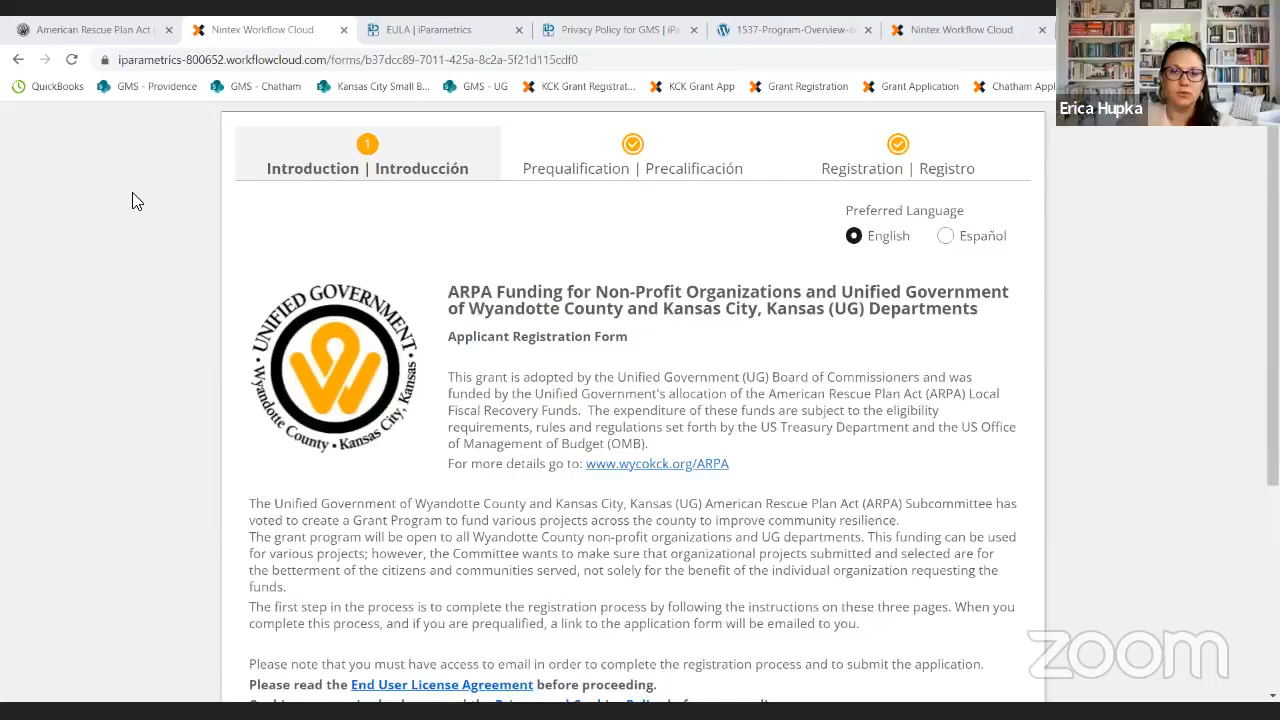 American Rescue Plan Act (
Nintex Workflow Cloud
iParametrics
Privacy Policy for GMS | iPa
1537-Program-Overview-a
Nintex Workflow Cloud
QuickBooks
GMS - Providence
GMS - Chatham
Kansas City Small B...
GMS - UG
KCK Grant Registrat...
KCK Grant App
Grant Registration
Grant Application
Chatham Appl
Erica Hupka
1
Introduction | Introducción
Prequalification | Precalificación
Registration | Registro
Preferred Language
English
Español
UNIFIED GOVERNMENT
Wyandotte County • Kansas City, Kansas
ARPA Funding for Non-Profit Organizations and Unified Government
of Wyandotte County and Kansas City, Kansas (UG) Departments
Applicant Registration Form
This grant is adopted by the Unified Government (UG) Board of Commissioners and was
funded by the Unified Government's allocation of the American Rescue Plan Act (ARPA) Local
Fiscal Recovery Funds. The expenditure of these funds are subject to the eligibility
requirements, rules and regulations set forth by the US Treasury Department and the US Office
of Management of Budget (OMB).
For more details go to: www.wycokck.org/ARPA
The Unified Government of Wyandotte County and Kansas City, Kansas (UG) American Rescue Plan Act (ARPA) Subcommittee has
voted to create a Grant Program to fund various projects across the county to improve community resilience.
The grant program will be open to all Wyandotte County non-profit organizations and UG departments. This funding can be used
for various projects; however, the Committee wants to make sure that organizational projects submitted and selected are for
the betterment of the citizens and communities served, not solely for the benefit of the individual organization requesting the
funds.
The first step in the process is to complete the registration process by following the instructions on these three pages. When you
complete this process, and if you are prequalified, a link to the application form will be emailed to you.
Please note that you must have access to email in order to complete the registration process and to submit the application.
Please read the End User License Agreement before proceeding.
zoom